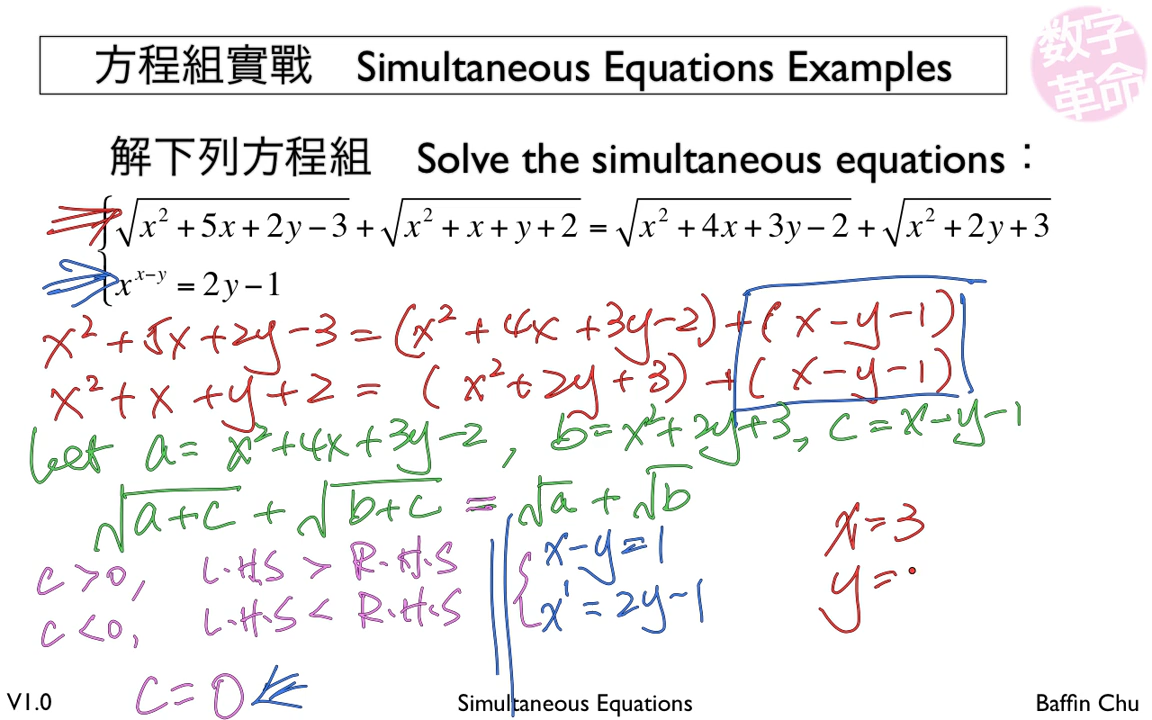 数字
革命
方程組實戰 Simultaneous Equations Examples
解下列方程組 Solve the simultaneous equations：
√(x² + 5x + 2y − 3) + √(x² + x + y + 2) = √(x² + 4x + 3y − 2) + √(x² + 2y + 3)
x^(x−y) = 2y − 1
x² + 5x + 2y − 3 = (x² + 4x + 3y − 2) + (x − y − 1)
x² + x + y + 2 = (x² + 2y + 3) + (x − y − 1)
Let a = x² + 4x + 3y − 2, b = x² + 2y + 3, c = x − y − 1
√(a + c) + √(b + c) = √a + √b
c > 0, L.H.S > R.H.S
c < 0, L.H.S < R.H.S
c = 0
x − y = 1
x¹ = 2y − 1
x = 3
y =
V1.0 Simultaneous Equations Baffin Chu